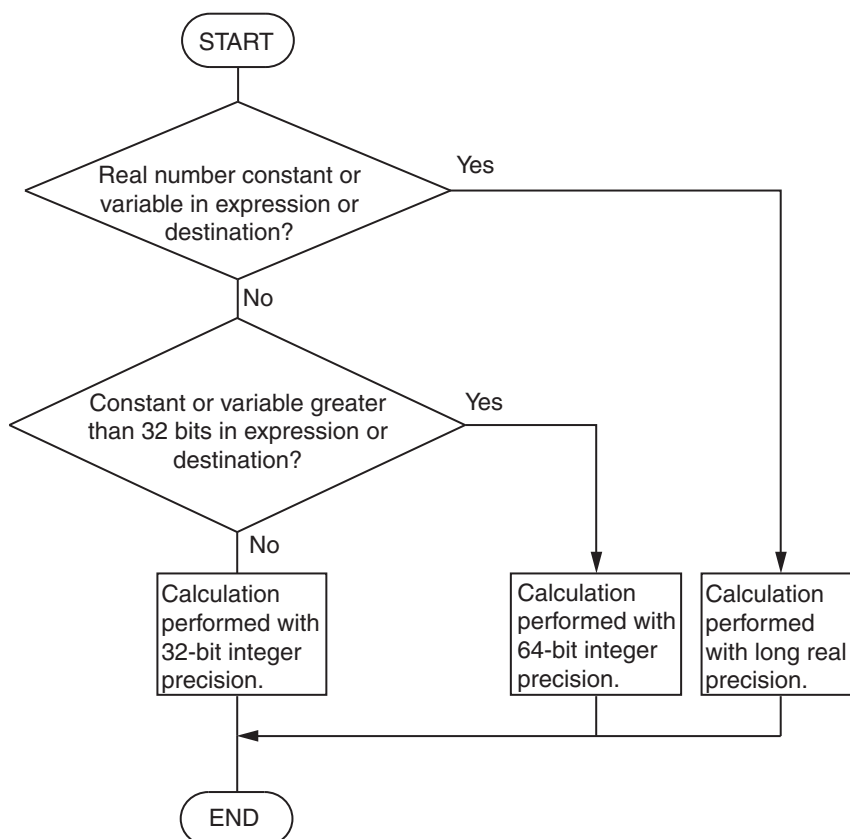 START
Real number constant or
variable in expression or
destination?
Yes
No
Constant or variable greater
than 32 bits in expression or
destination?
Yes
No
Calculation
performed with
32-bit integer
precision.
Calculation
performed with
64-bit integer
precision.
Calculation
performed
with long real
precision.
END